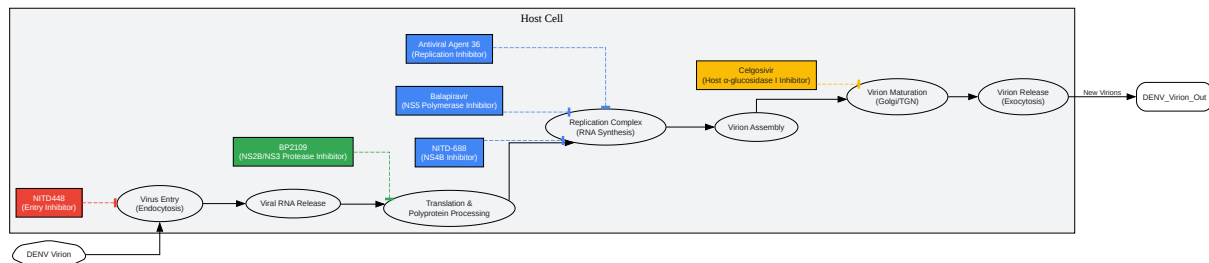 Host Cell
Antiviral Agent 36
(Replication Inhibitor)
Celgosivir
(Host α-glucosidase I Inhibitor)
Balapiravir
(NS5 Polymerase Inhibitor)
Virion Maturation
(Golgi/TGN)
Virion Release
(Exocytosis)
New Virions
DENV_Virion_Out
Replication Complex
(RNA Synthesis)
Virion Assembly
BP2109
(NS2B/NS3 Protease Inhibitor)
NITD-688
(NS4B Inhibitor)
NITD448
(Entry Inhibitor)
Virus Entry
(Endocytosis)
Viral RNA Release
Translation &
Polyprotein Processing
DENV Virion